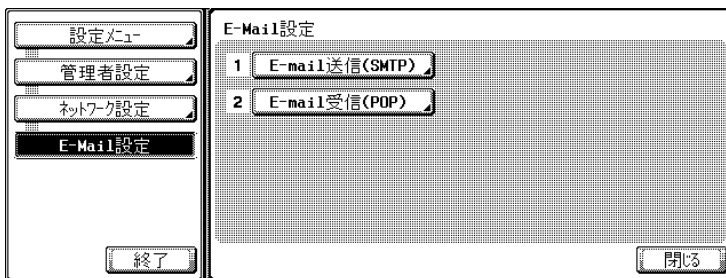 設定メニュー
管理者設定
ネットワーク設定
E-Mail設定
終了
E-Mail設定
1 E-mail送信(SMTP)
2 E-mail受信(POP)
閉じる